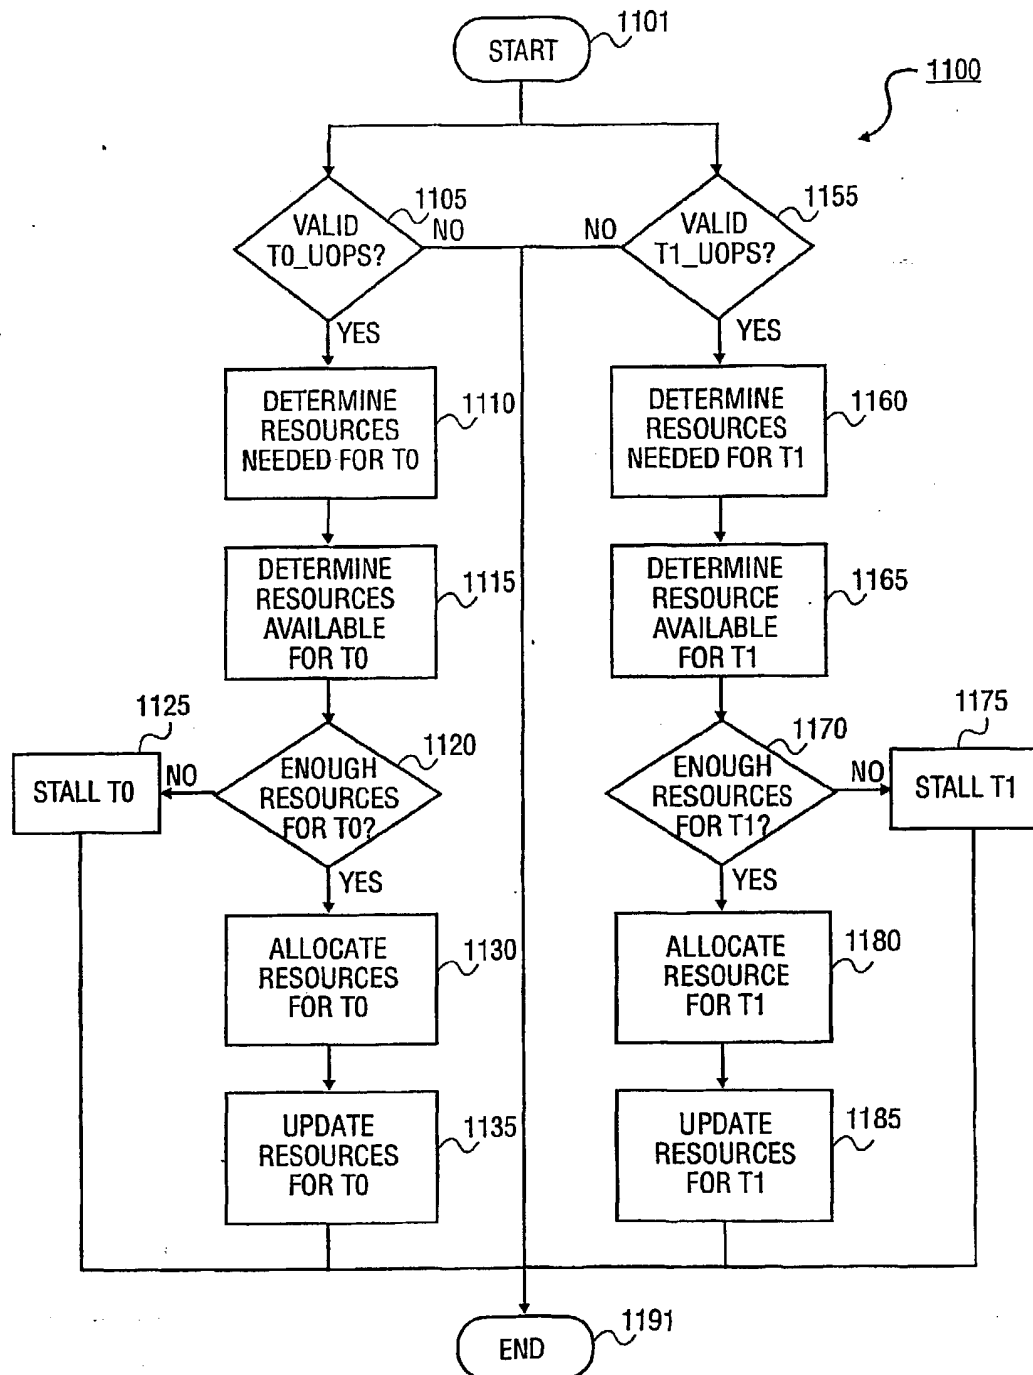 1101
START
1100
1105
VALID
T0_UOPS?
NO
YES
1155
VALID
T1_UOPS?
NO
YES
DETERMINE
RESOURCES
NEEDED FOR T0
1110
DETERMINE
RESOURCES
NEEDED FOR T1
1160
DETERMINE
RESOURCES
AVAILABLE
FOR T0
1115
DETERMINE
RESOURCE
AVAILABLE
FOR T1
1165
1125
STALL T0
NO
1120
ENOUGH
RESOURCES
FOR T0?
YES
1170
ENOUGH
RESOURCES
FOR T1?
NO
YES
1175
STALL T1
ALLOCATE
RESOURCES
FOR T0
1130
ALLOCATE
RESOURCE
FOR T1
1180
UPDATE
RESOURCES
FOR T0
1135
UPDATE
RESOURCES
FOR T1
1185
END
1191